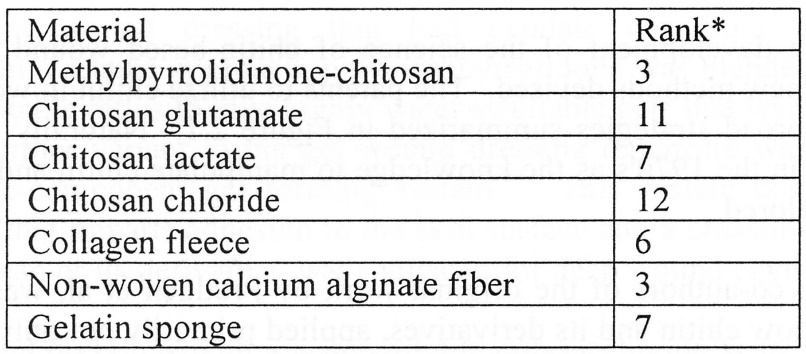 Material Rank*
Methylpyrrolidinone-chitosan 3
Chitosan glutamate 11
Chitosan lactate 7
Chitosan chloride 12
Collagen fleece 6
Non-woven calcium alginate fiber 3
Gelatin sponge 7